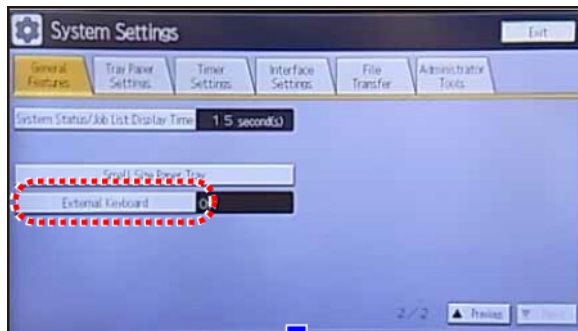 System Settings
Exit
General Features
Tray Paper Settings
Timer Settings
Interface Settings
File Transfer
Administrator Tools
System Status/Job List Display Time
15 second(s)
Small Size Paper Tray
External Keyboard
2/2
▲ Previous
▼